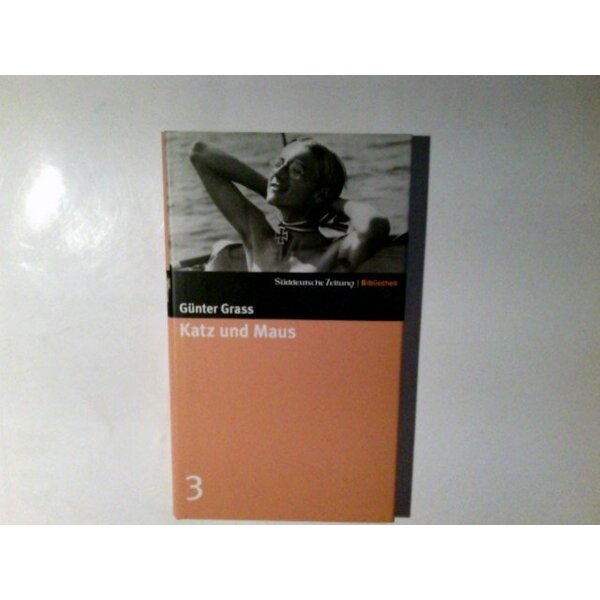 Süddeutsche Zeitung | Bibliothek
Günter Grass
Katz und Maus
3